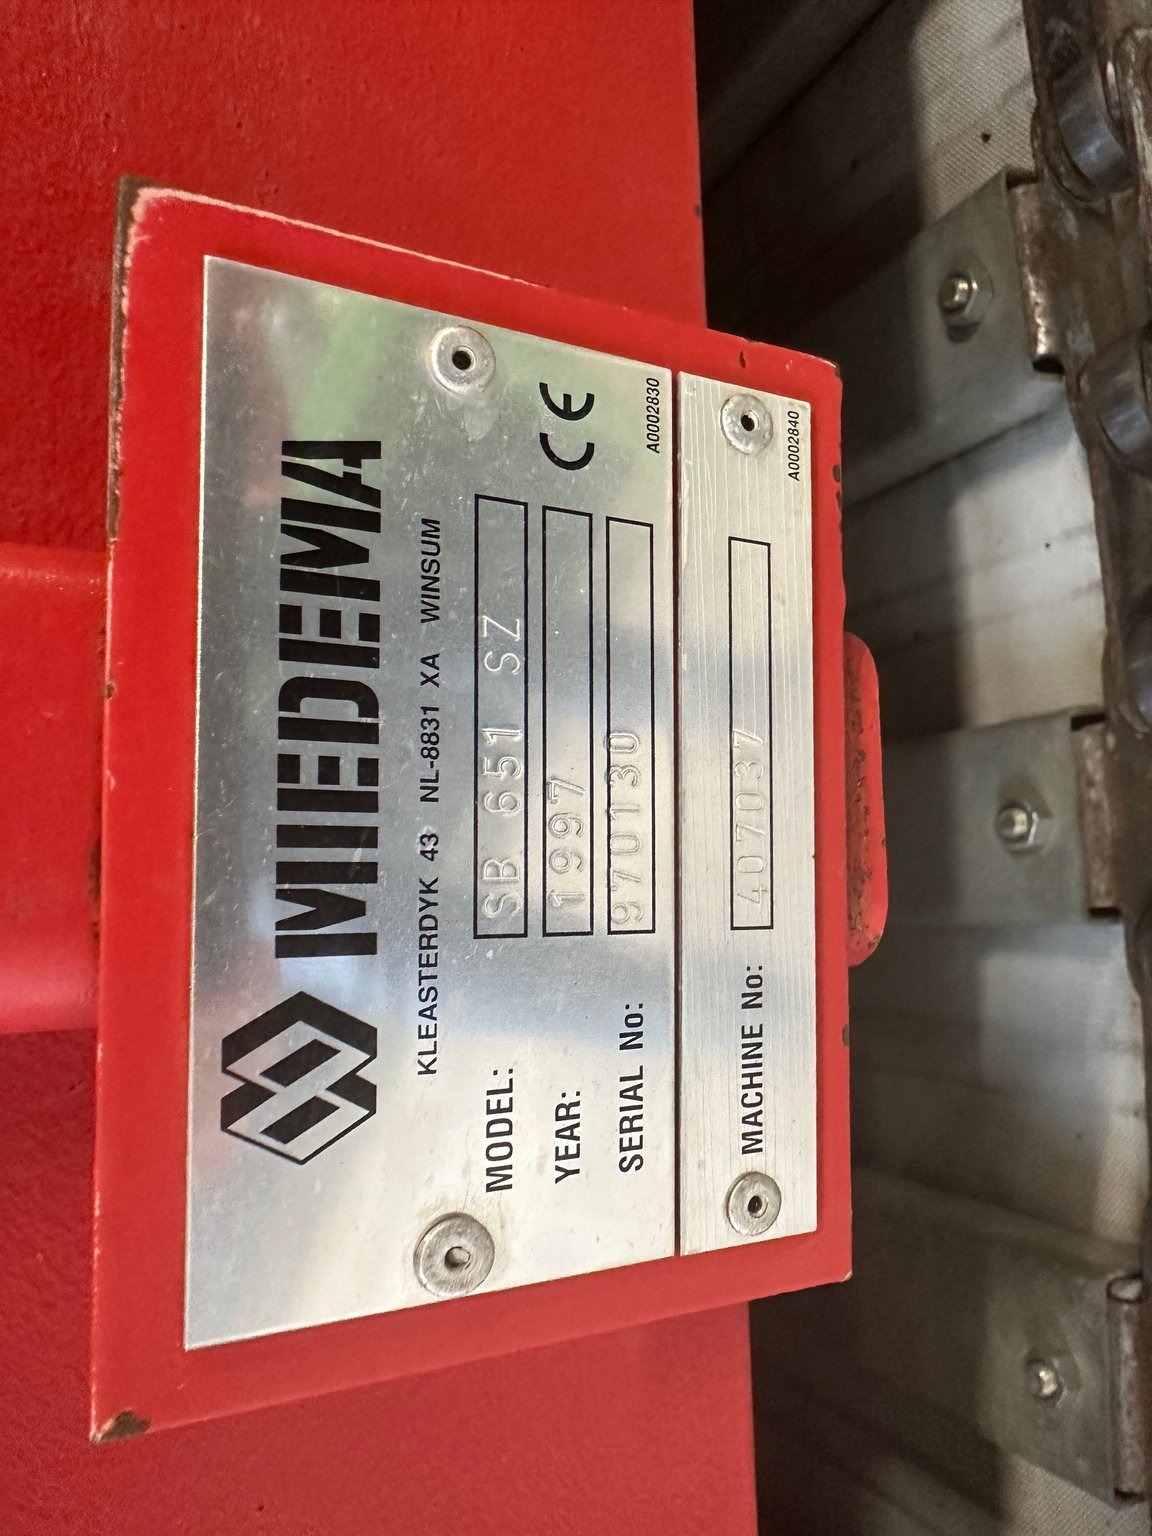 MIEDEMA
KLEASTERDYK 43 NL-8831 XA WINSUM
MODEL: SB 651 SZ
YEAR: 1997 CE
SERIAL No: 970130
A0002830
MACHINE No: 407037
A0002840